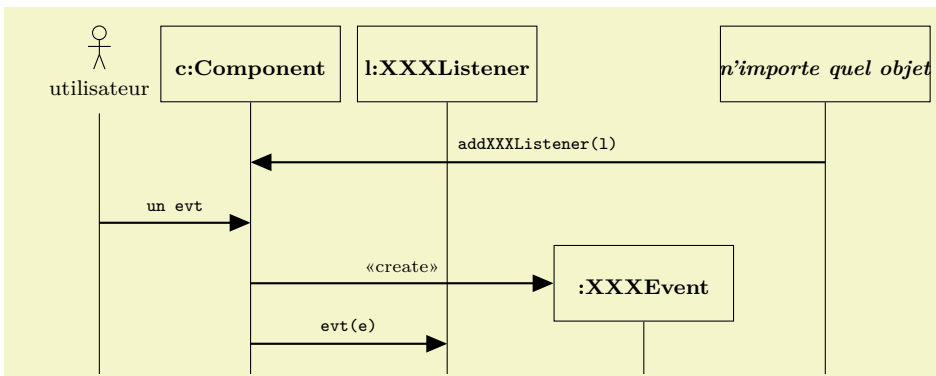 utilisateur
c:Component
l:XXXListener
n'importe quel objet
addXXXListener(l)
un evt
«create»
:XXXEvent
evt(e)